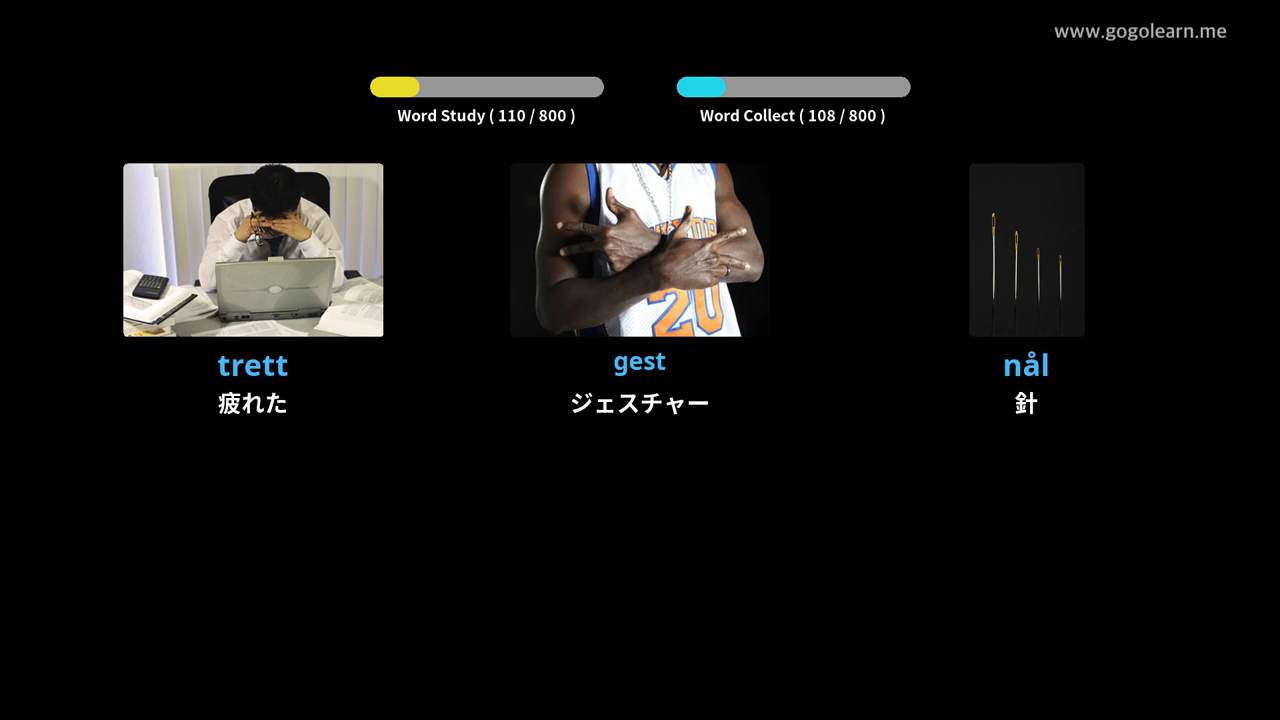 www.gogolearn.me
Word Study ( 110 / 800 )
Word Collect ( 108 / 800 )
20
trett
gest
nål
疲れた
ジェスチャー
針